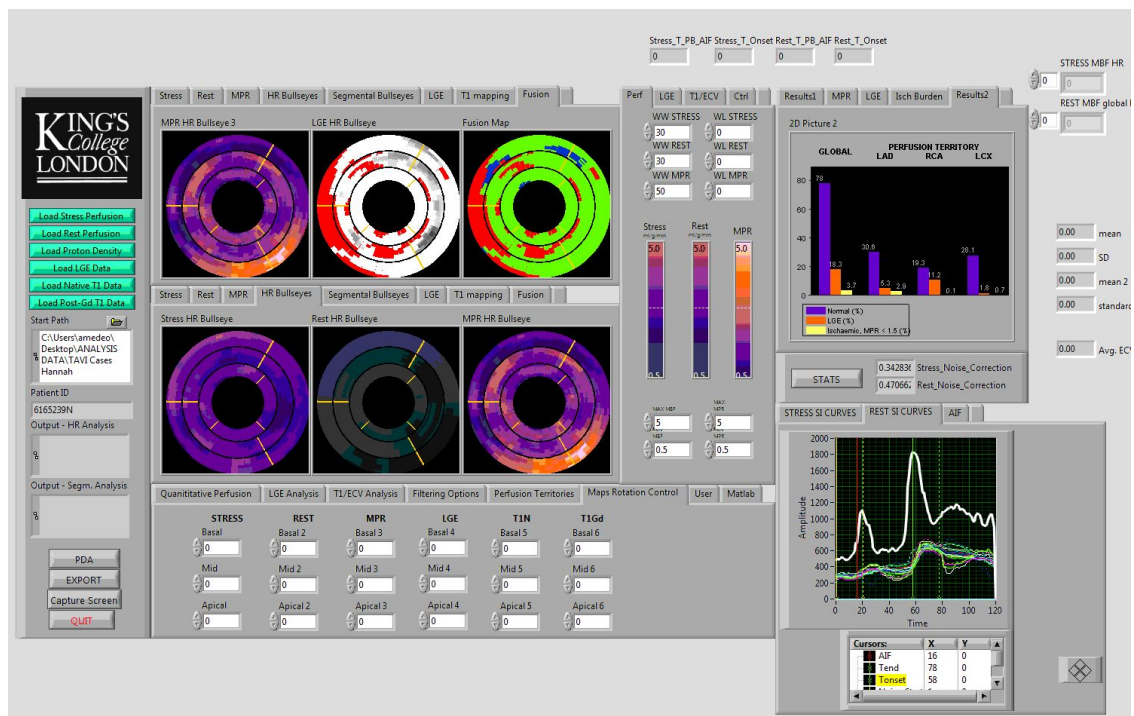 Stress_T_PB_AIF Stress_T_Onset Rest_T_PB_AIF Rest_T_Onset
0 0 0 0
STRESS MBF HR
0 0
REST MBF global
0 0
KING'S
College
LONDON
Load Stress Perfusion
Load Rest Perfusion
Load Proton Density
Load LGE Data
Load Native T1 Data
Load Post-Gd T1 Data
Start Path
C:\Users\amedeo\
Desktop\ANALYSIS
DATA\TAVI Cases
Hannah
Patient ID
6165239N
Output - HR Analysis
Output - Segm. Analysis
PDA
EXPORT
Capture Screen
QUIT
Stress Rest MPR HR Bullseyes Segmental Bullseyes LGE T1 mapping Fusion
MPR HR Bullseye 3 LGE HR Bullseye Fusion Map
Stress Rest MPR HR Bullseyes Segmental Bullseyes LGE T1 mapping Fusion
Stress HR Bullseye Rest HR Bullseye MPR HR Bullseye
Quanititative Perfusion LGE Analysis T1/ECV Analysis Filtering Options Perfusion Territories Maps Rotation Control User Matlab
STRESS REST MPR LGE T1N T1Gd
Basal Basal 2 Basal 3 Basal 4 Basal 5 Basal 6
0 0 0 0 0 0
Mid Mid 2 Mid 3 Mid 4 Mid 5 Mid 6
0 0 0 0 0 0
Apical Apical 2 Apical 3 Apical 4 Apical 5 Apical 6
0 0 0 0 0 0
Perf LGE T1/ECV Ctrl
WW STRESS WL STRESS
30 0
WW REST WL REST
30 0
WW MPR WL MPR
50 0
Stress Rest MPR
ml/g/min ml/g/min
5.0 5.0 5.0
0.5 0.5 0.5
MAX MBF MAX MPR
5 5
MBF MPR
0.5 0.5
Results1 MPR LGE Isch Burden Results2
2D Picture 2
PERFUSION TERRITORY
GLOBAL LAD RCA LCX
80
60
40
20
0
78
18.3
3.7
30.6
5.3
2.9
19.3
11.2
0.1
28.1
1.8
0.7
Normal (%)
LGE (%)
Ischaemic, MPR < 1.5 (%)
STATS
0.342836 Stress_Noise_Correction
0.470662 Rest_Noise_Correction
0.00 mean
0.00 SD
0.00 mean 2
0.00 standard
0.00 Avg. ECV
STRESS SI CURVES REST SI CURVES AIF
Amplitude
2000
1800
1600
1400
1200
1000
800
600
400
200
0
0 20 40 60 80 100 120
Time
Cursors: X Y
AIF 16 0
Tend 78 0
Tonset 58 0